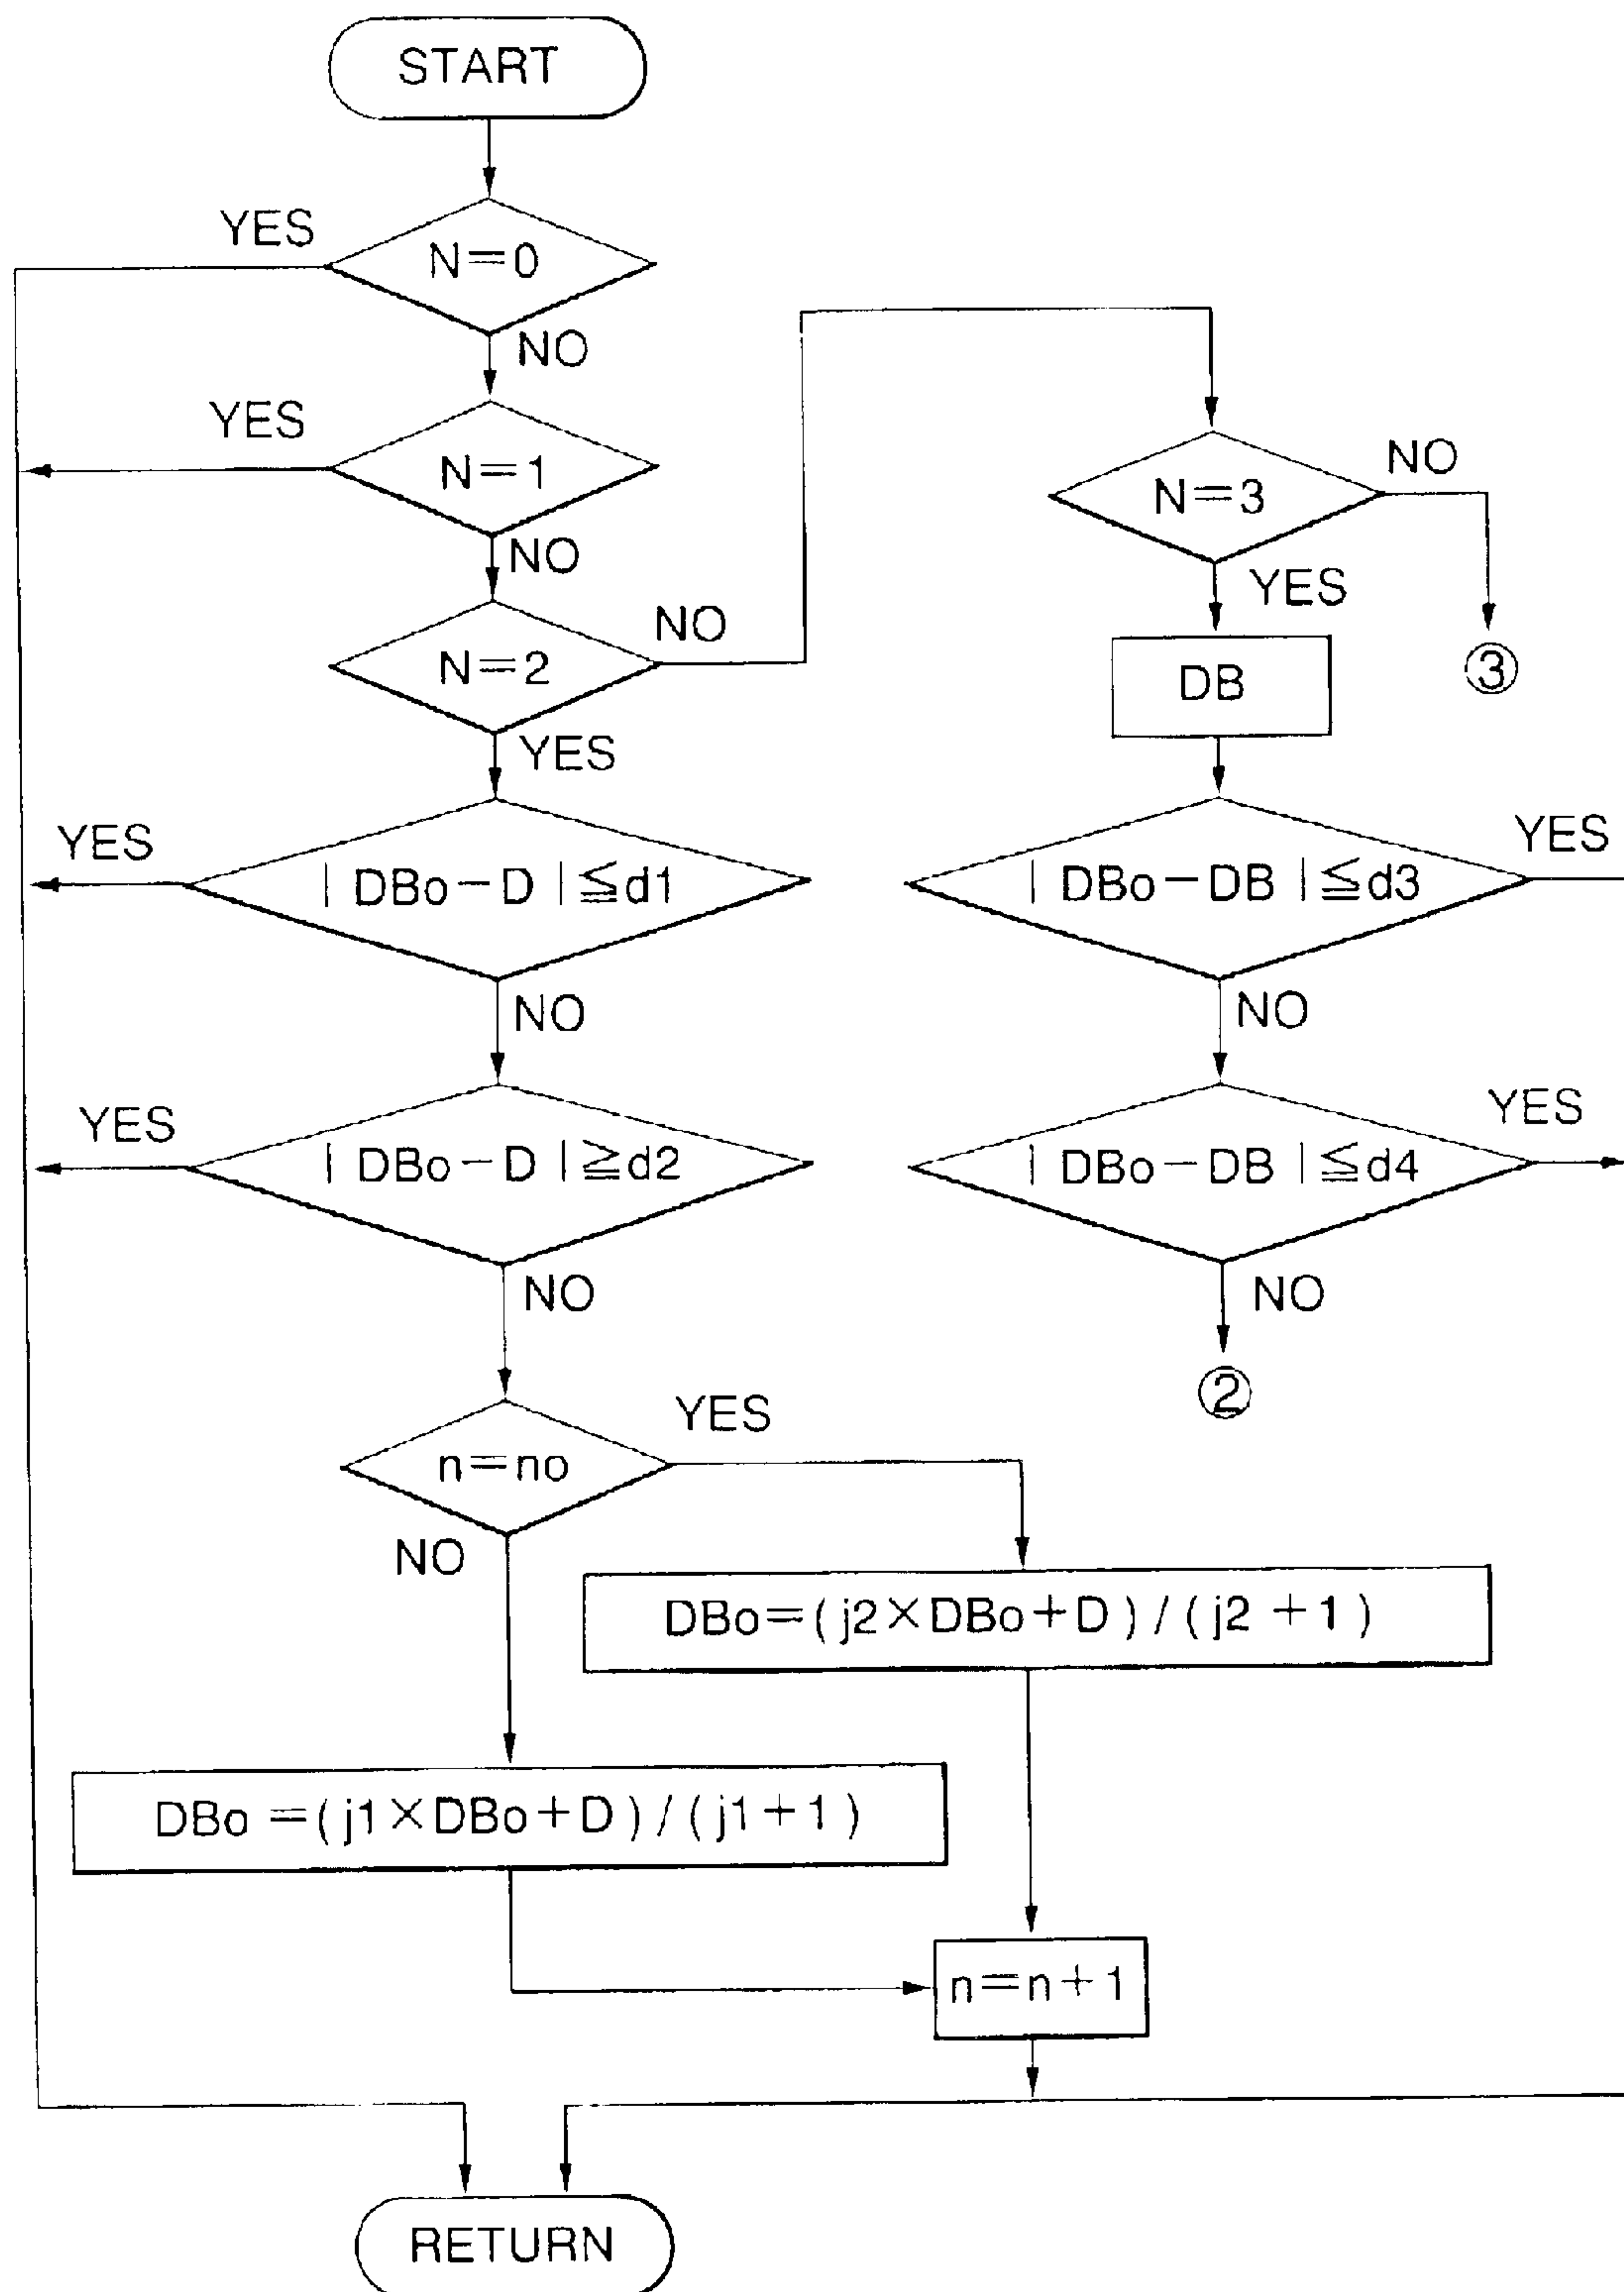 START
YES
N=0
NO
YES
N=1
NO
N=2
NO
YES
YES
| DBo-D | ≦d1
NO
YES
| DBo-D | ≧d2
NO
n=no
YES
NO
DBo=(j2×DBo+D)/(j2+1)
DBo=(j1×DBo+D)/(j1+1)
n=n+1
RETURN
N=3
NO
YES
③
DB
| DBo-DB | ≦d3
YES
NO
| DBo-DB | ≦d4
YES
NO
②